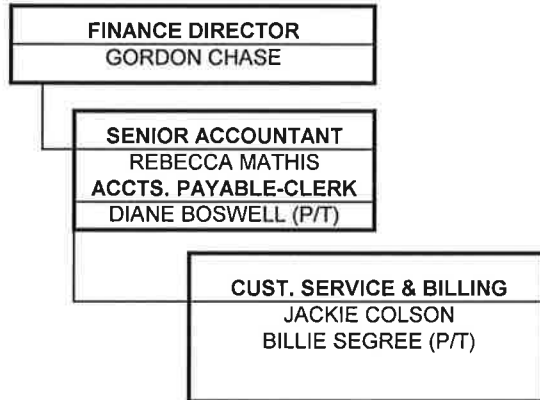 FINANCE DIRECTOR
GORDON CHASE
SENIOR ACCOUNTANT
REBECCA MATHIS
ACCTS. PAYABLE-CLERK
DIANE BOSWELL (P/T)
CUST. SERVICE & BILLING
JACKIE COLSON
BILLIE SEGREE (P/T)